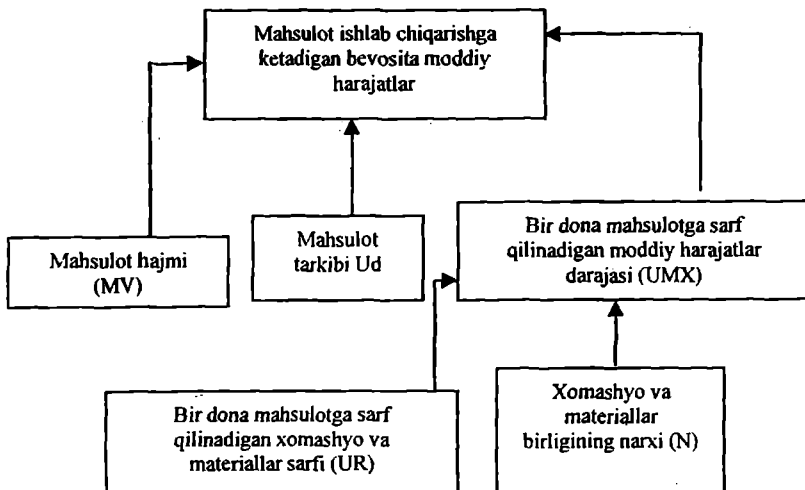 Mahsulot ishlab chiqarishga
ketadigan bevosita moddiy
harajatlar
Mahsulot hajmi
(MV)
Mahsulot
tarkibi Ud
Bir dona mahsulotga sarf
qilinadigan moddiy harajatlar
darajasi (UMX)
Bir dona mahsulotga sarf
qilinadigan xomashyo va
materiallar sarfi (UR)
Xomashyo va
materiallar
birligining narxi (N)